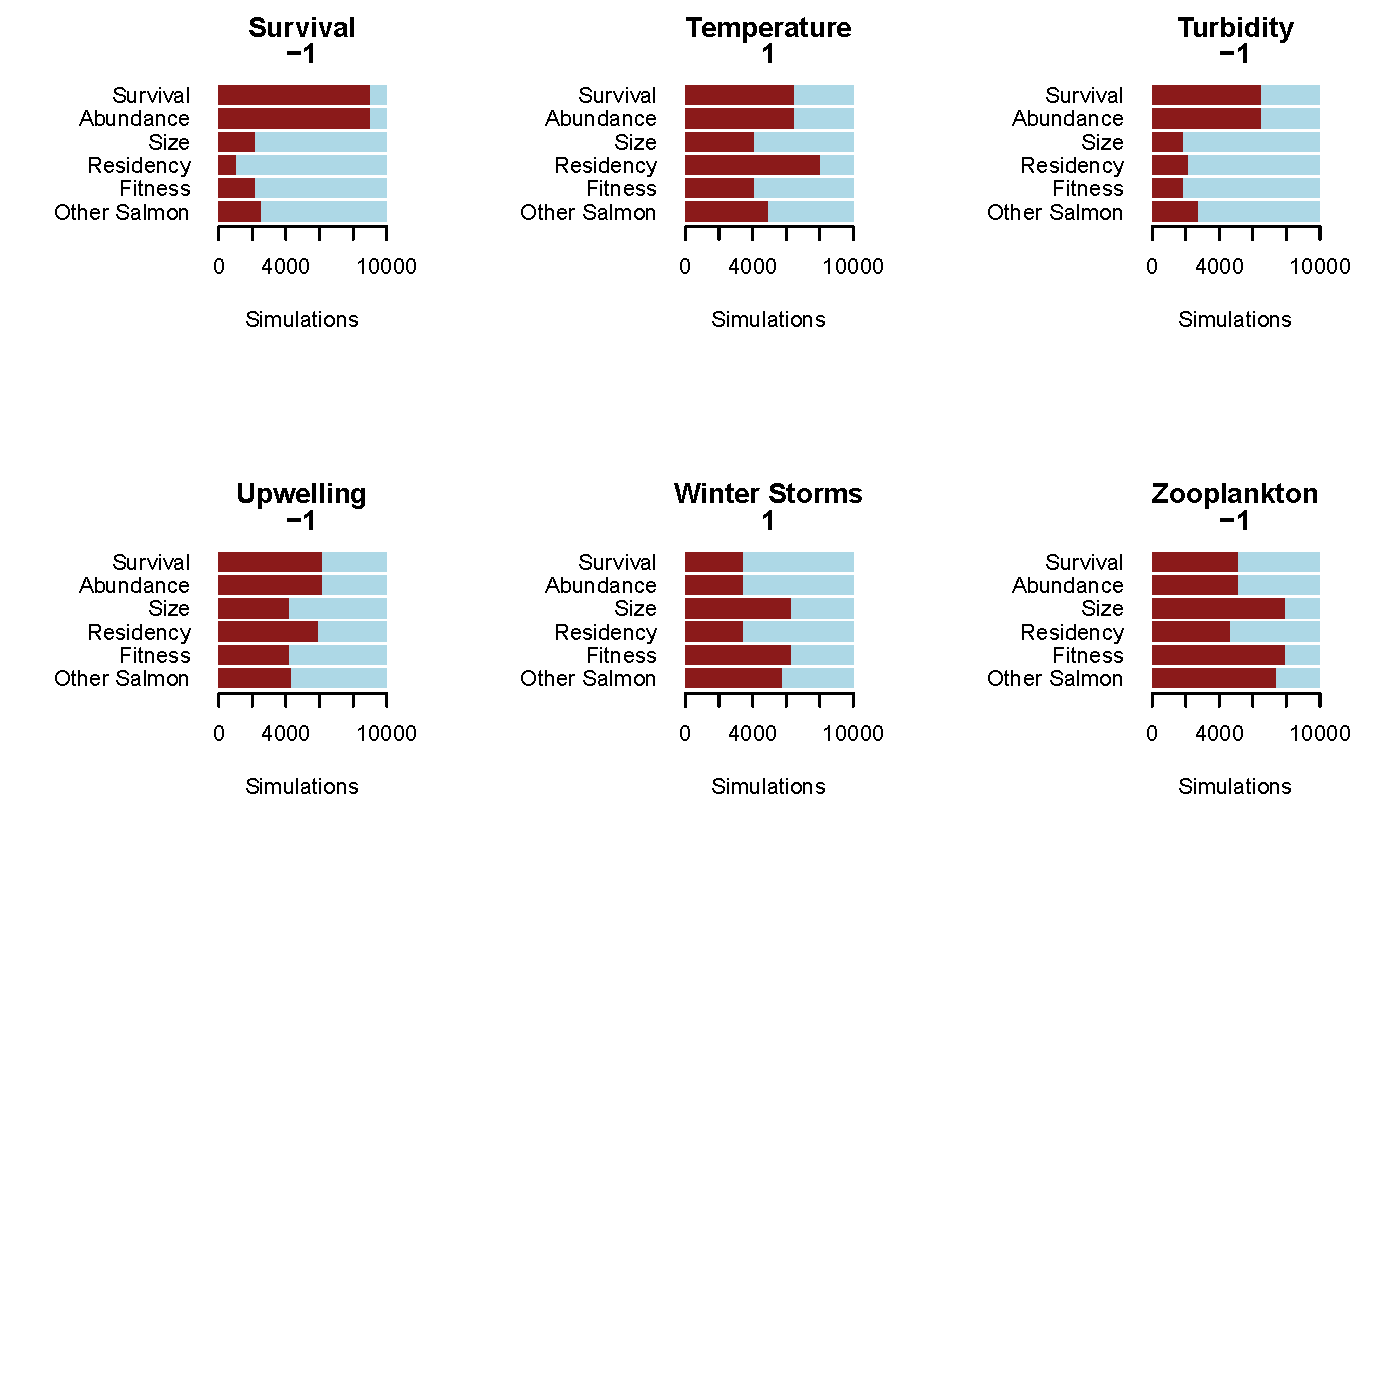 Survival
−1
Survival
Abundance
Size
Residency
Fitness
Other Salmon
0 4000 10000
Simulations
Temperature
1
Survival
Abundance
Size
Residency
Fitness
Other Salmon
0 4000 10000
Simulations
Turbidity
−1
Survival
Abundance
Size
Residency
Fitness
Other Salmon
0 4000 10000
Simulations
Upwelling
−1
Survival
Abundance
Size
Residency
Fitness
Other Salmon
0 4000 10000
Simulations
Winter Storms
1
Survival
Abundance
Size
Residency
Fitness
Other Salmon
0 4000 10000
Simulations
Zooplankton
−1
Survival
Abundance
Size
Residency
Fitness
Other Salmon
0 4000 10000
Simulations